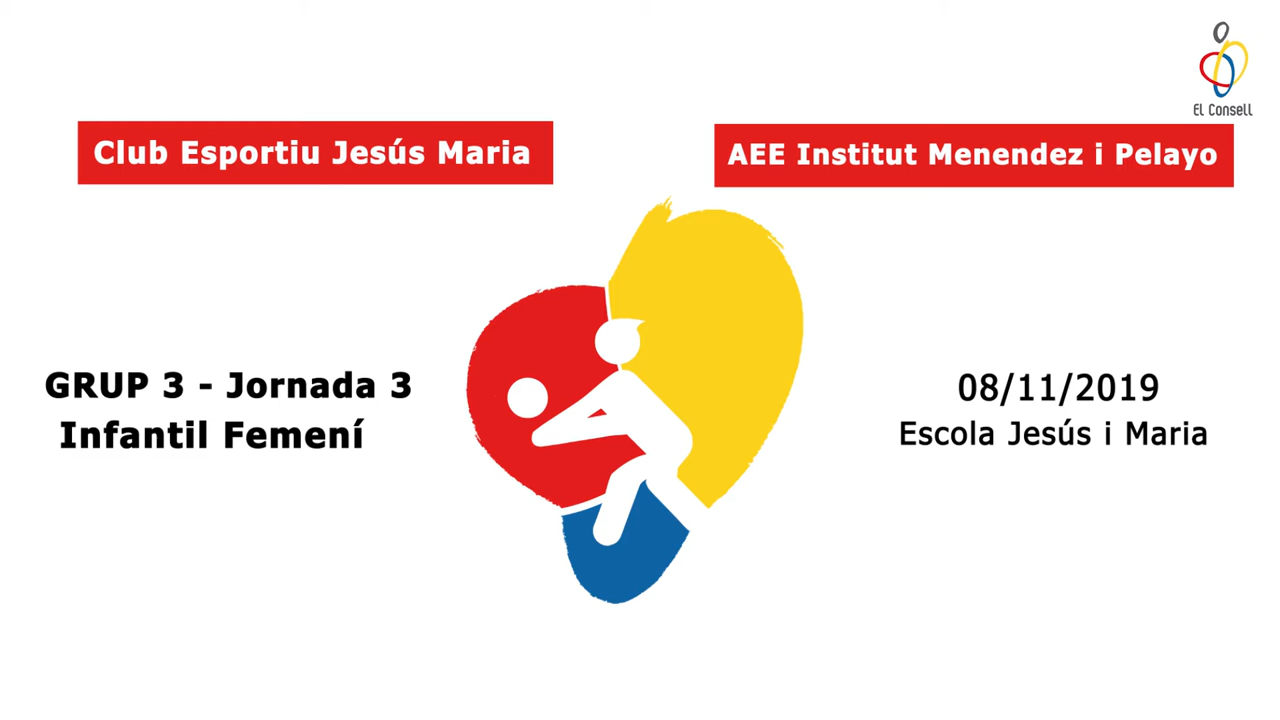 El Consell
Club Esportiu Jesús Maria
AEE Institut Menendez i Pelayo
GRUP 3 - Jornada 3
Infantil Femení
08/11/2019
Escola Jesús i Maria